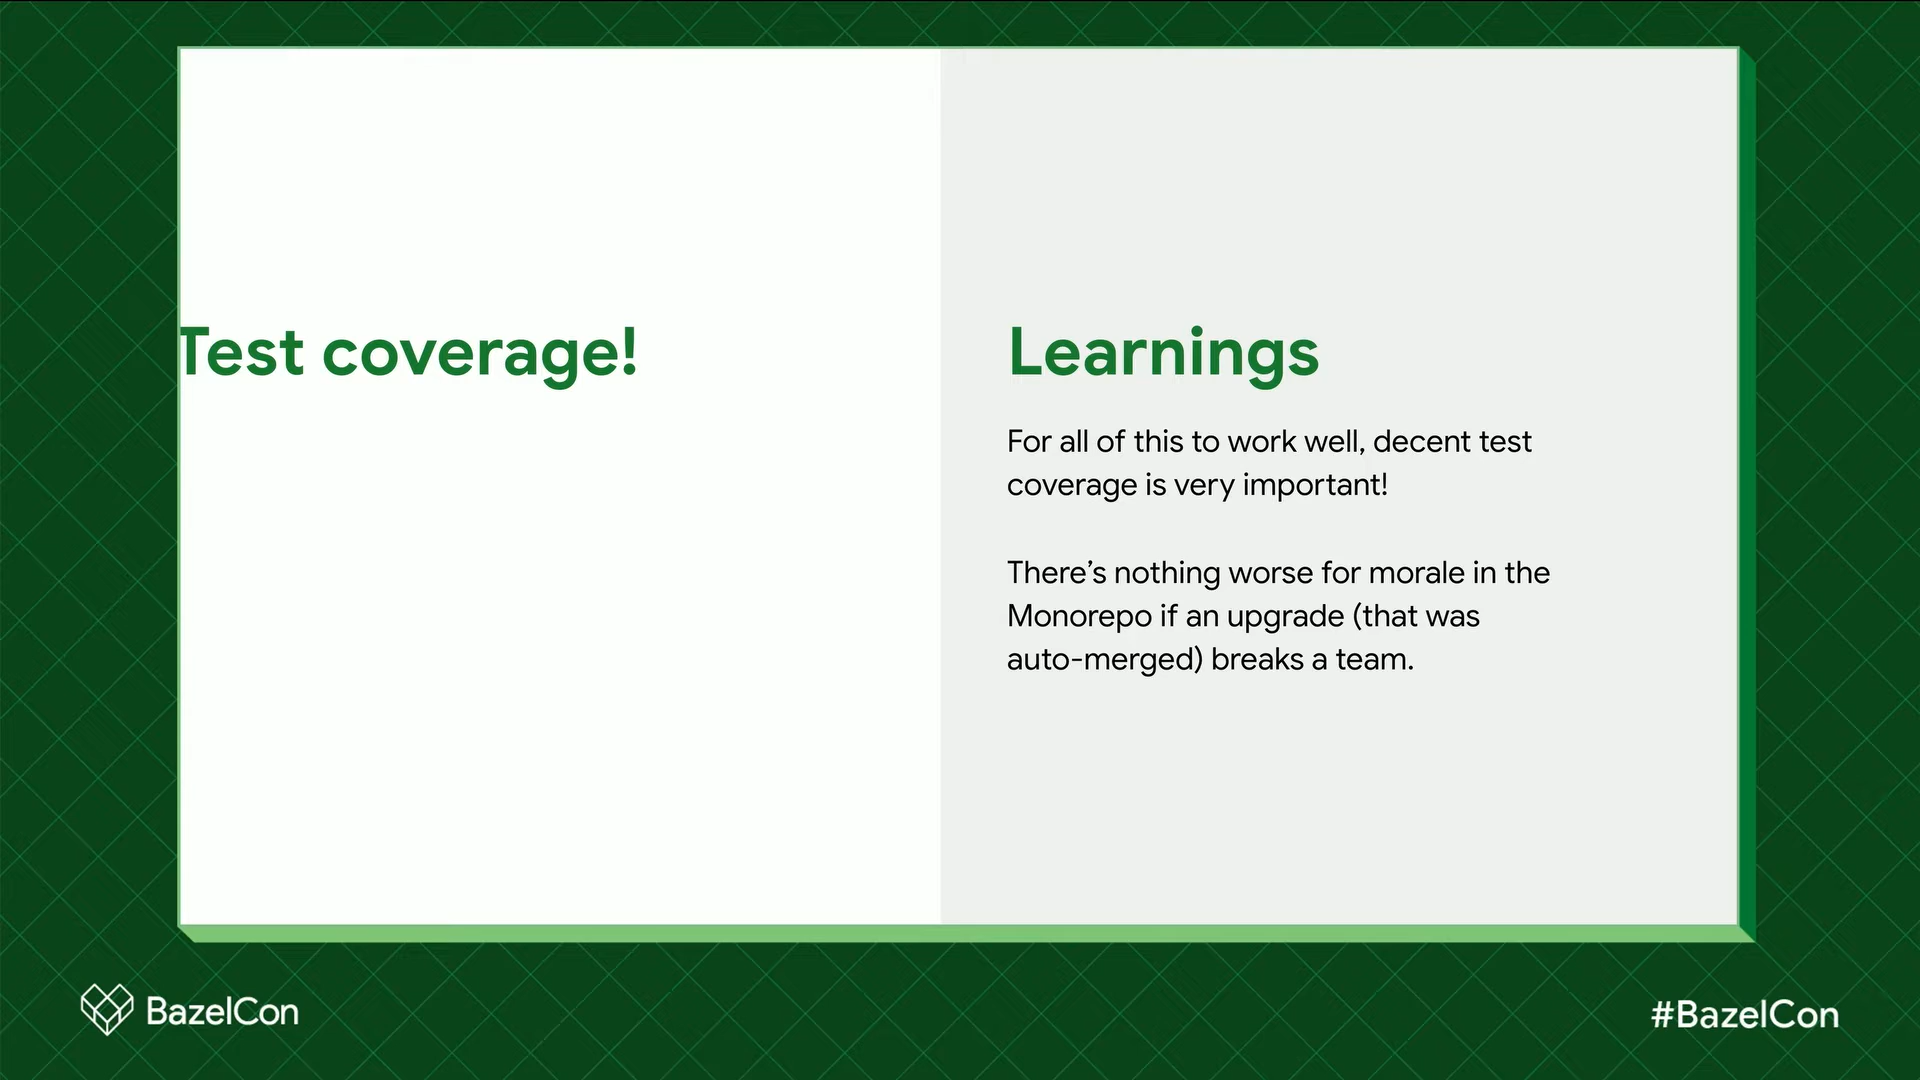 Test coverage!
Learnings
For all of this to work well, decent test
coverage is very important!
There’s nothing worse for morale in the
Monorepo if an upgrade (that was
auto-merged) breaks a team.
BazelCon
#BazelCon